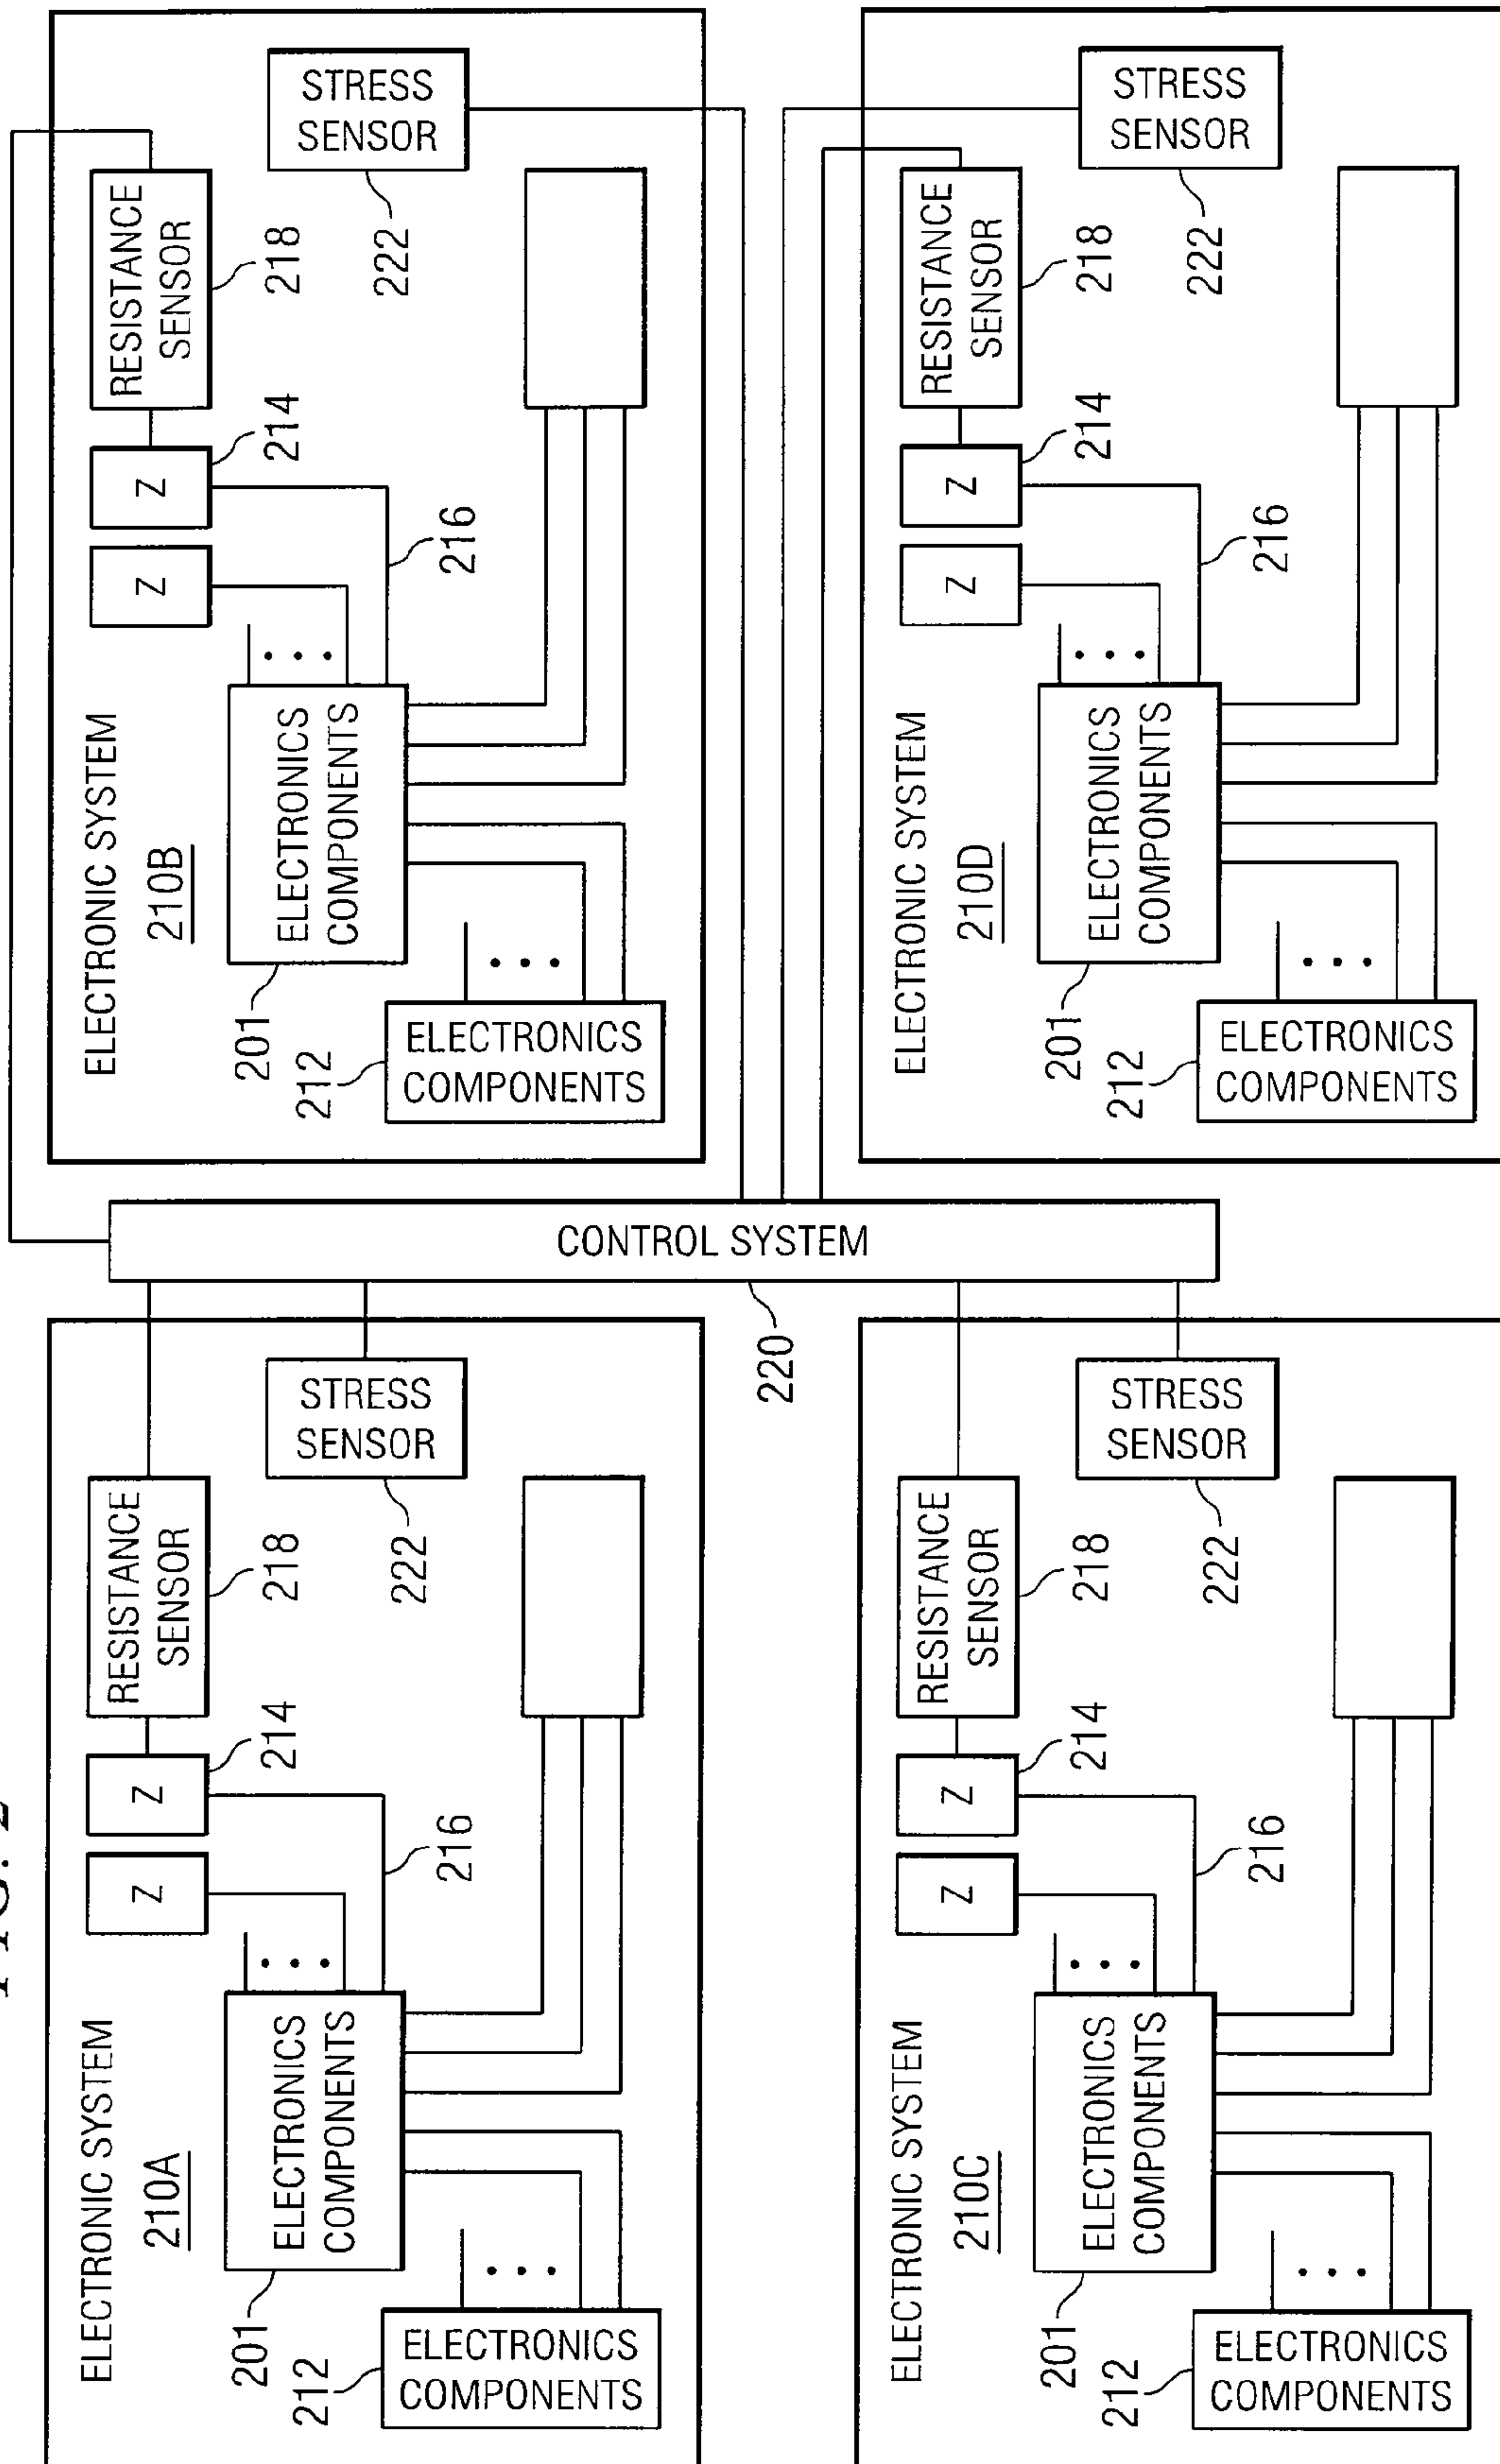 FIG. 2
ELECTRONIC SYSTEM
210A
201
ELECTRONICS
COMPONENTS
212
ELECTRONICS
COMPONENTS
Z
Z
214
216
RESISTANCE
SENSOR
218
STRESS
SENSOR
222
CONTROL SYSTEM
220
ELECTRONIC SYSTEM
210B
201
ELECTRONICS
COMPONENTS
212
ELECTRONICS
COMPONENTS
Z
Z
214
216
RESISTANCE
SENSOR
218
STRESS
SENSOR
222
ELECTRONIC SYSTEM
210C
201
ELECTRONICS
COMPONENTS
212
ELECTRONICS
COMPONENTS
Z
Z
214
216
RESISTANCE
SENSOR
218
STRESS
SENSOR
222
ELECTRONIC SYSTEM
210D
201
ELECTRONICS
COMPONENTS
212
ELECTRONICS
COMPONENTS
Z
Z
214
216
RESISTANCE
SENSOR
218
STRESS
SENSOR
222